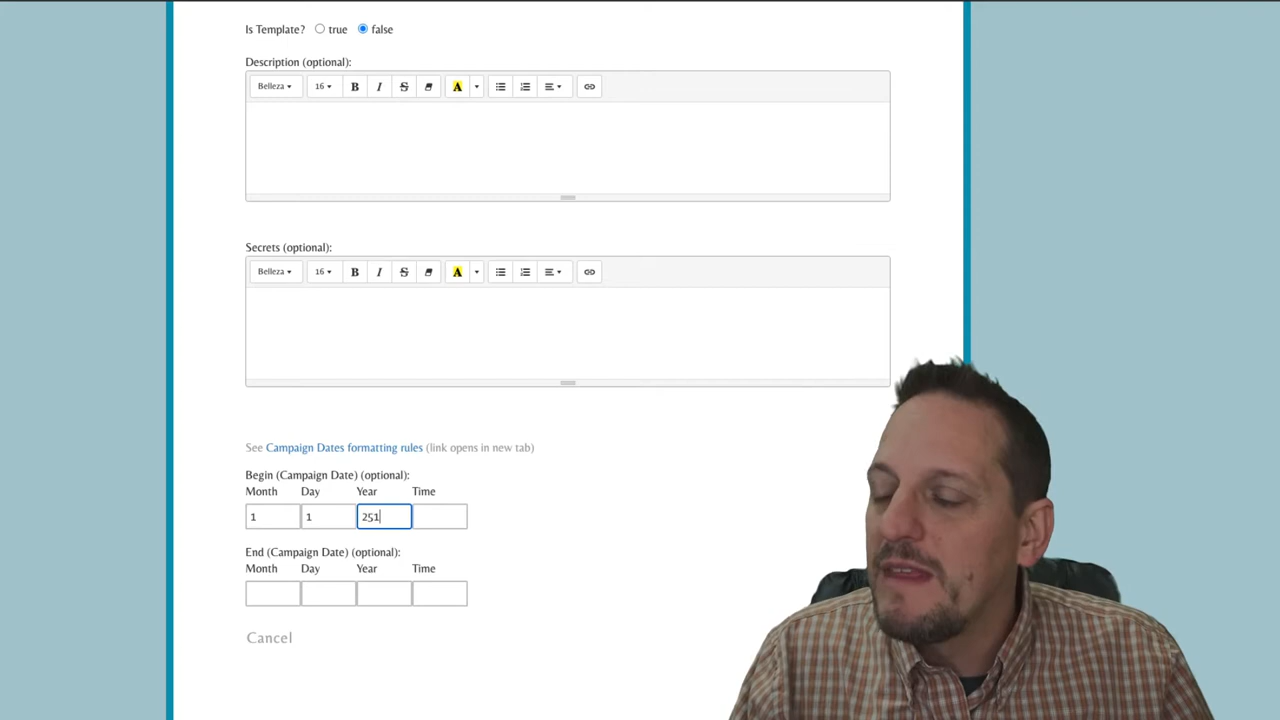 Is Template? true false
Description (optional):
Belleza 16 B I S A
Secrets (optional):
Belleza 16 B I S A
See Campaign Dates formatting rules (link opens in new tab)
Begin (Campaign Date) (optional):
Month Day Year Time
1 1 251
End (Campaign Date) (optional):
Month Day Year Time
Cancel